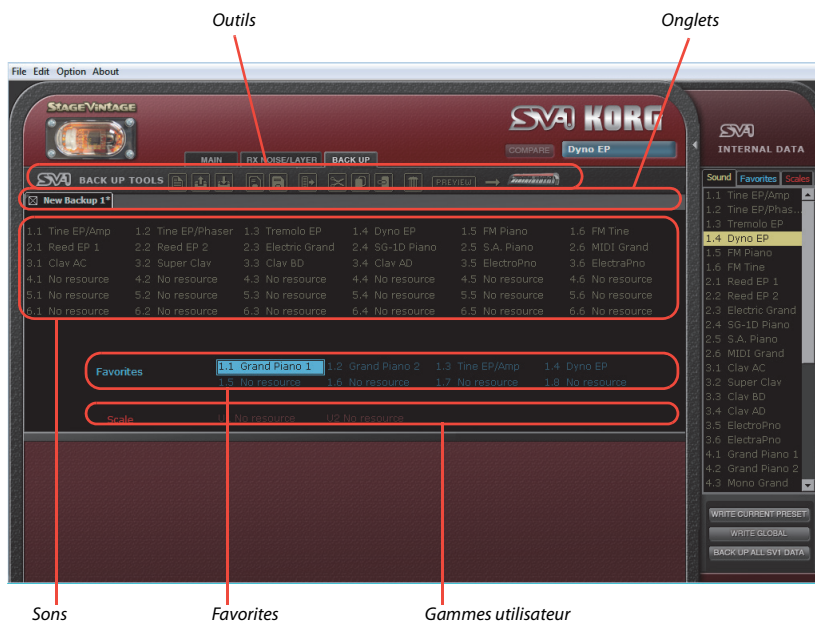 Outils Onglets
File Edit Option About
STAGEVINTAGE
SV1 KORG
SV1
INTERNAL DATA
MAIN RX NOISE/LAYER BACK UP
COMPARE Dyno EP
SV1 BACK UP TOOLS PREVIEW
Sound Favorites Scales
New Backup 1*
1.1 Tine EP/Amp 1.2 Tine EP/Phaser 1.3 Tremolo EP 1.4 Dyno EP 1.5 FM Piano 1.6 FM Tine
2.1 Reed EP 1 2.2 Reed EP 2 2.3 Electric Grand 2.4 SG-1D Piano 2.5 S.A. Piano 2.6 MIDI Grand
3.1 Clav AC 3.2 Super Clav 3.3 Clav BD 3.4 Clav AD 3.5 ElectroPno 3.6 ElectraPno
4.1 No resource 4.2 No resource 4.3 No resource 4.4 No resource 4.5 No resource 4.6 No resource
5.1 No resource 5.2 No resource 5.3 No resource 5.4 No resource 5.5 No resource 5.6 No resource
6.1 No resource 6.2 No resource 6.3 No resource 6.4 No resource 6.5 No resource 6.6 No resource
Favorites
1.1 Grand Piano 1 1.2 Grand Piano 2 1.3 Tine EP/Amp 1.4 Dyno EP
1.5 No resource 1.6 No resource 1.7 No resource 1.8 No resource
Scale U1 No resource U2 No resource
1.1 Tine EP/Amp
1.2 Tine EP/Phas...
1.3 Tremolo EP
1.4 Dyno EP
1.5 FM Piano
1.6 FM Tine
2.1 Reed EP 1
2.2 Reed EP 2
2.3 Electric Grand
2.4 SG-1D Piano
2.5 S.A. Piano
2.6 MIDI Grand
3.1 Clav AC
3.2 Super Clav
3.3 Clav BD
3.4 Clav AD
3.5 ElectroPno
3.6 ElectraPno
4.1 Grand Piano 1
4.2 Grand Piano 2
4.3 Mono Grand
WRITE CURRENT PRESET
WRITE GLOBAL
BACK UP ALL SV1 DATA
Sons Favorites Gammes utilisateur